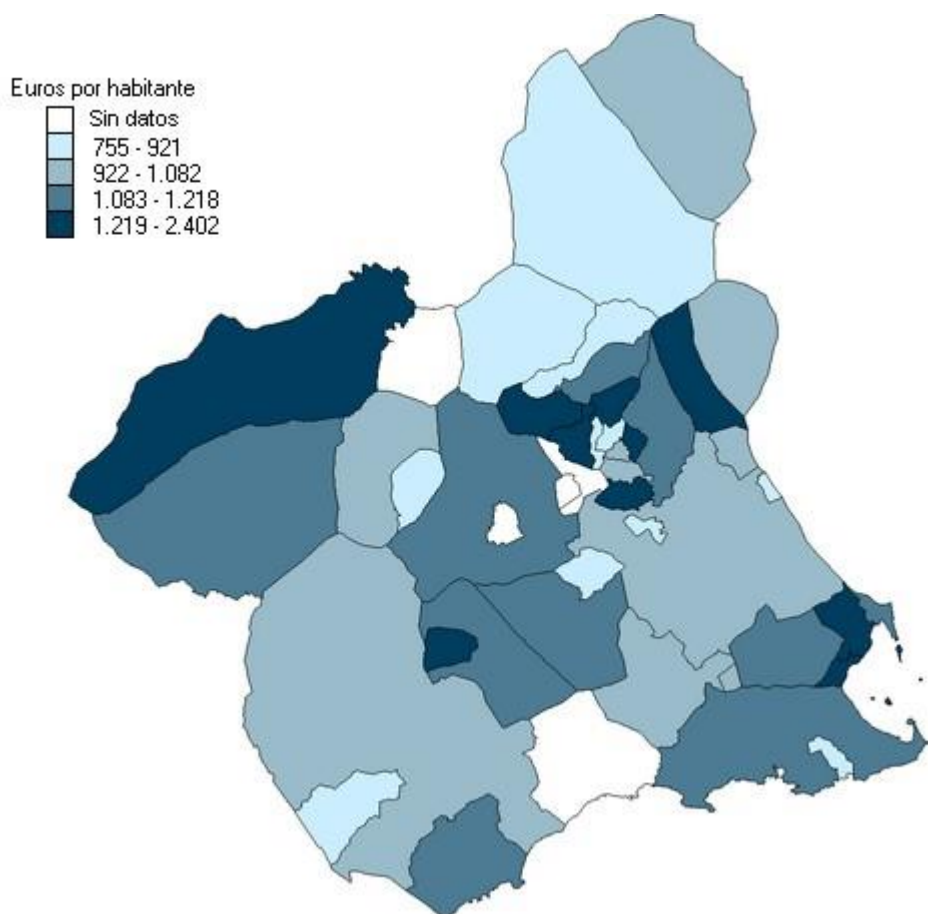 Euros por habitante
Sin datos
755 - 921
922 - 1.082
1.083 - 1.218
1.219 - 2.402